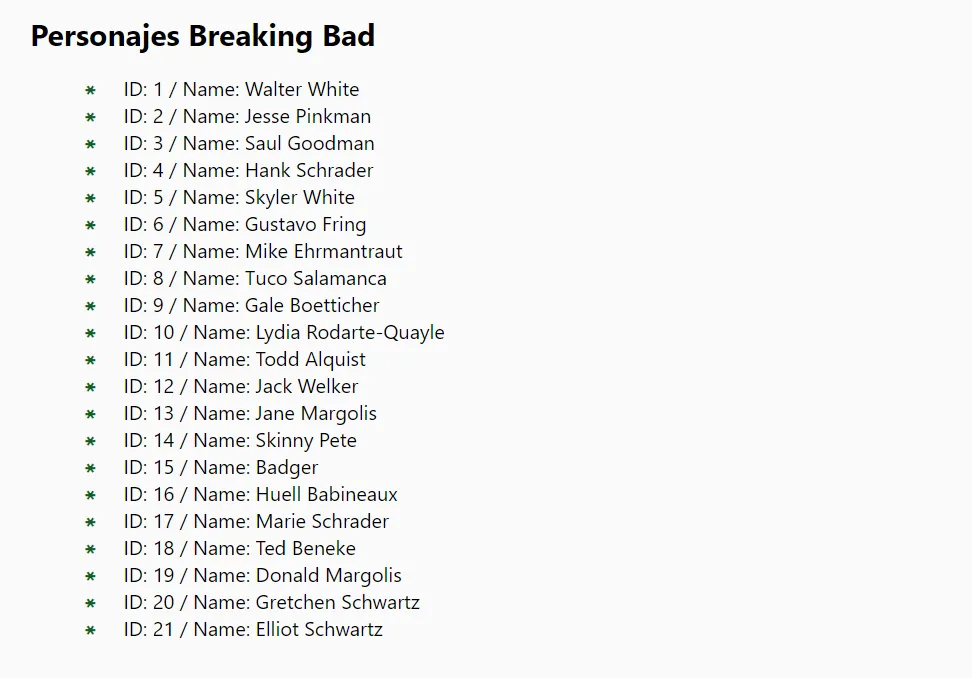 Personajes Breaking Bad
* ID: 1 / Name: Walter White
* ID: 2 / Name: Jesse Pinkman
* ID: 3 / Name: Saul Goodman
* ID: 4 / Name: Hank Schrader
* ID: 5 / Name: Skyler White
* ID: 6 / Name: Gustavo Fring
* ID: 7 / Name: Mike Ehrmantraut
* ID: 8 / Name: Tuco Salamanca
* ID: 9 / Name: Gale Boetticher
* ID: 10 / Name: Lydia Rodarte-Quayle
* ID: 11 / Name: Todd Alquist
* ID: 12 / Name: Jack Welker
* ID: 13 / Name: Jane Margolis
* ID: 14 / Name: Skinny Pete
* ID: 15 / Name: Badger
* ID: 16 / Name: Huell Babineaux
* ID: 17 / Name: Marie Schrader
* ID: 18 / Name: Ted Beneke
* ID: 19 / Name: Donald Margolis
* ID: 20 / Name: Gretchen Schwartz
* ID: 21 / Name: Elliot Schwartz